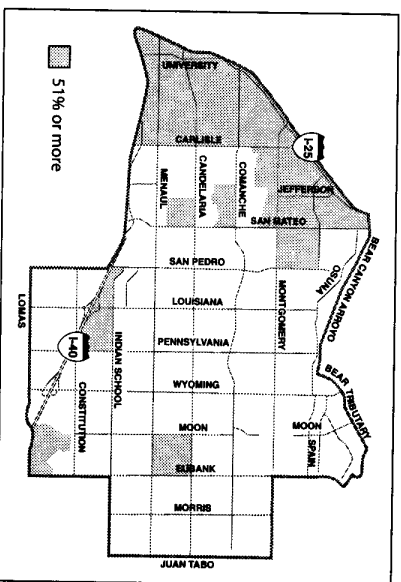 UNIVERSITY
I-25
CARLISLE
MENAUL
CANDELARIA
COMANCHE
JEFFERSON
SAN MATEO
BEAR CANYON ARROYO
OSUNA
SAN PEDRO
LOUISIANA
MONTGOMERY
PENNSYLVANIA
INDIAN SCHOOL
I-40
LOMAS
WYOMING
BEAR TRIBUTARY
CONSTITUTION
MOON
MOON
SPAIN
EUBANK
MORRIS
JUAN TABO
51% or more